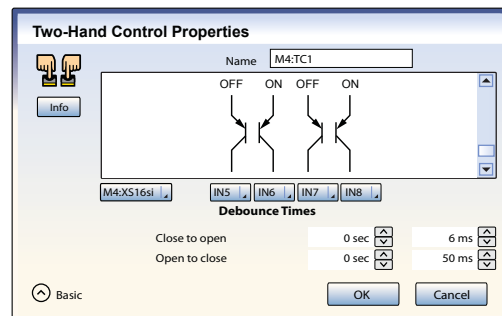 Two-Hand Control Properties
Name M4:TC1
Info
OFF ON OFF ON
M4:XS16si IN5 IN6 IN7 IN8
Debounce Times
Close to open 0 sec 6 ms
Open to close 0 sec 50 ms
Basic OK Cancel